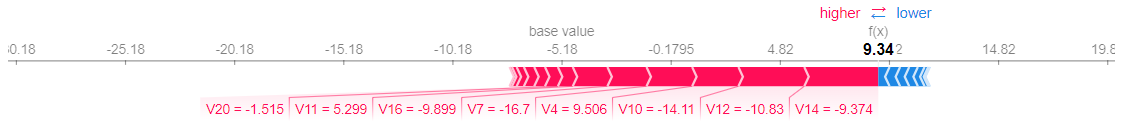 higher ⇄ lower
base value f(x)
-30.18 -25.18 -20.18 -15.18 -10.18 -5.18 -0.1795 4.82 9.34 2 14.82 19.8
V20 = -1.515 V11 = 5.299 V16 = -9.899 V7 = -16.7 V4 = 9.506 V10 = -14.11 V12 = -10.83 V14 = -9.374